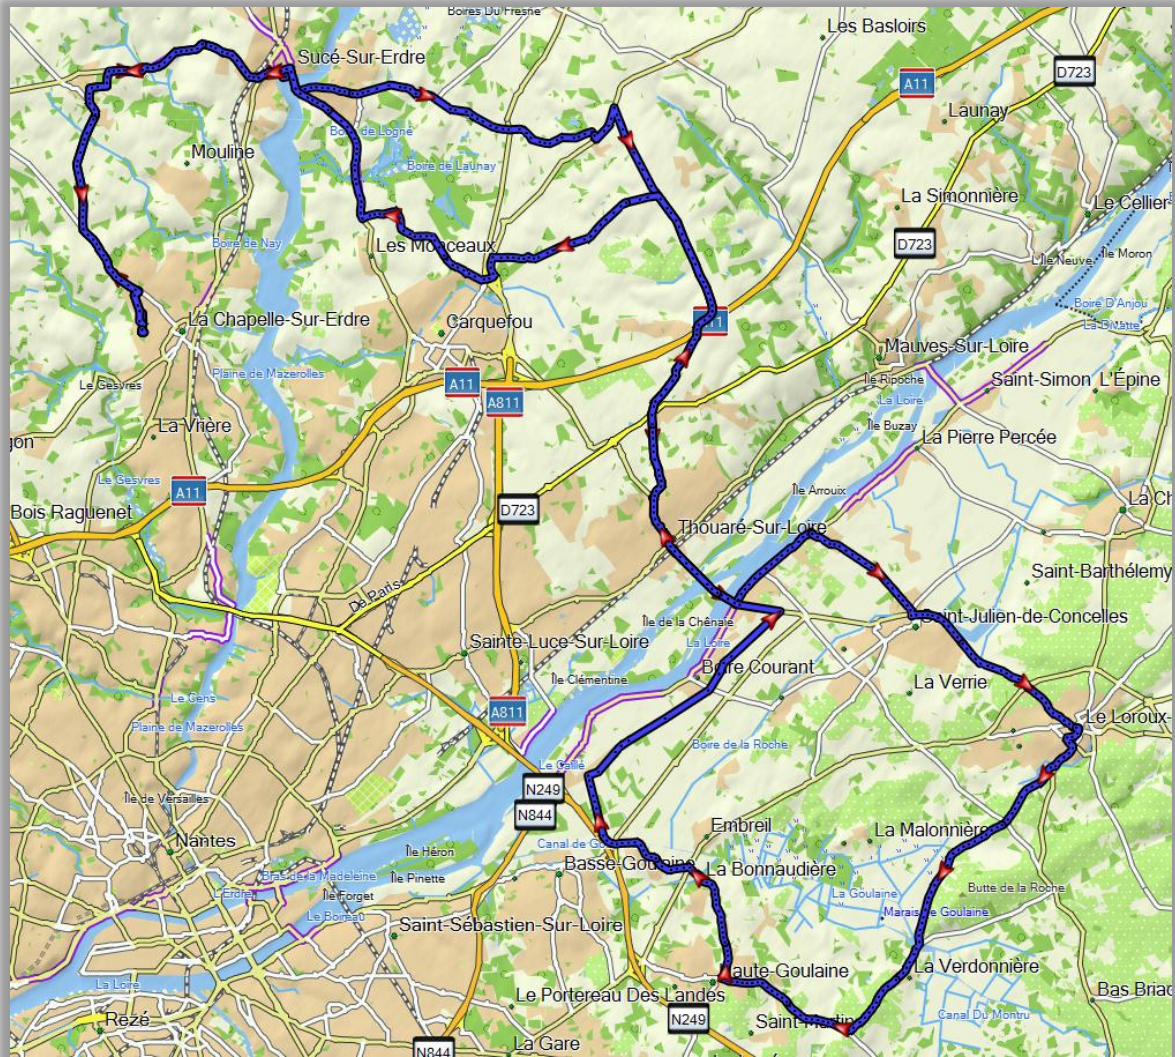 Boires Du Fresne
Les Basloirs
Sucé-Sur-Erdre
D723
A11
Launay
Boire de Logné
Mouline
Boire de Launay
La Simonnière
Le Cellier
D723
Boire de Nay
Les Monceaux
L'Île Neuve
Île Moron
Boire D'Anjou
La Divatte
La Chapelle-Sur-Erdre
Carquefou
A11
Mauves-Sur-Loire
Plaine de Mazerolles
Le Gesvres
A11
Île Ripoche
Saint-Simon
L'Épine
La Loire
A811
La Vrière
Île Buzay
La Pierre Percée
Le Gesvres
A11
Île Arrouix
Bois Raguenet
D723
Thouaré-Sur-Loire
Saint-Barthélemy
De Paris
Île de la Chênaie
Saint-Julien-de-Concelles
Sainte-Luce-Sur-Loire
La Loire
Boire Courant
Île Clémentine
La Verrie
Le Cens
A811
Le Loroux
Plaine de Mazerolles
Boire de la Roche
Le Caillé
N249
Île de Versailles
N844
Embreil
La Malonnière
Nantes
Île Héron
Basse-Goulaine
La Bonnaudière
Bras de la Madeleine
Île Pinette
Butte de la Roche
L'Erdre
Île Forget
La Goulaine
Le Boireau
Marais de Goulaine
Saint-Sébastien-Sur-Loire
La Loire
Haute-Goulaine
La Verdonnière
Le Portereau Des Landes
Rezé
N249
Saint-Martin
Canal Du Montru
La Gare
N844